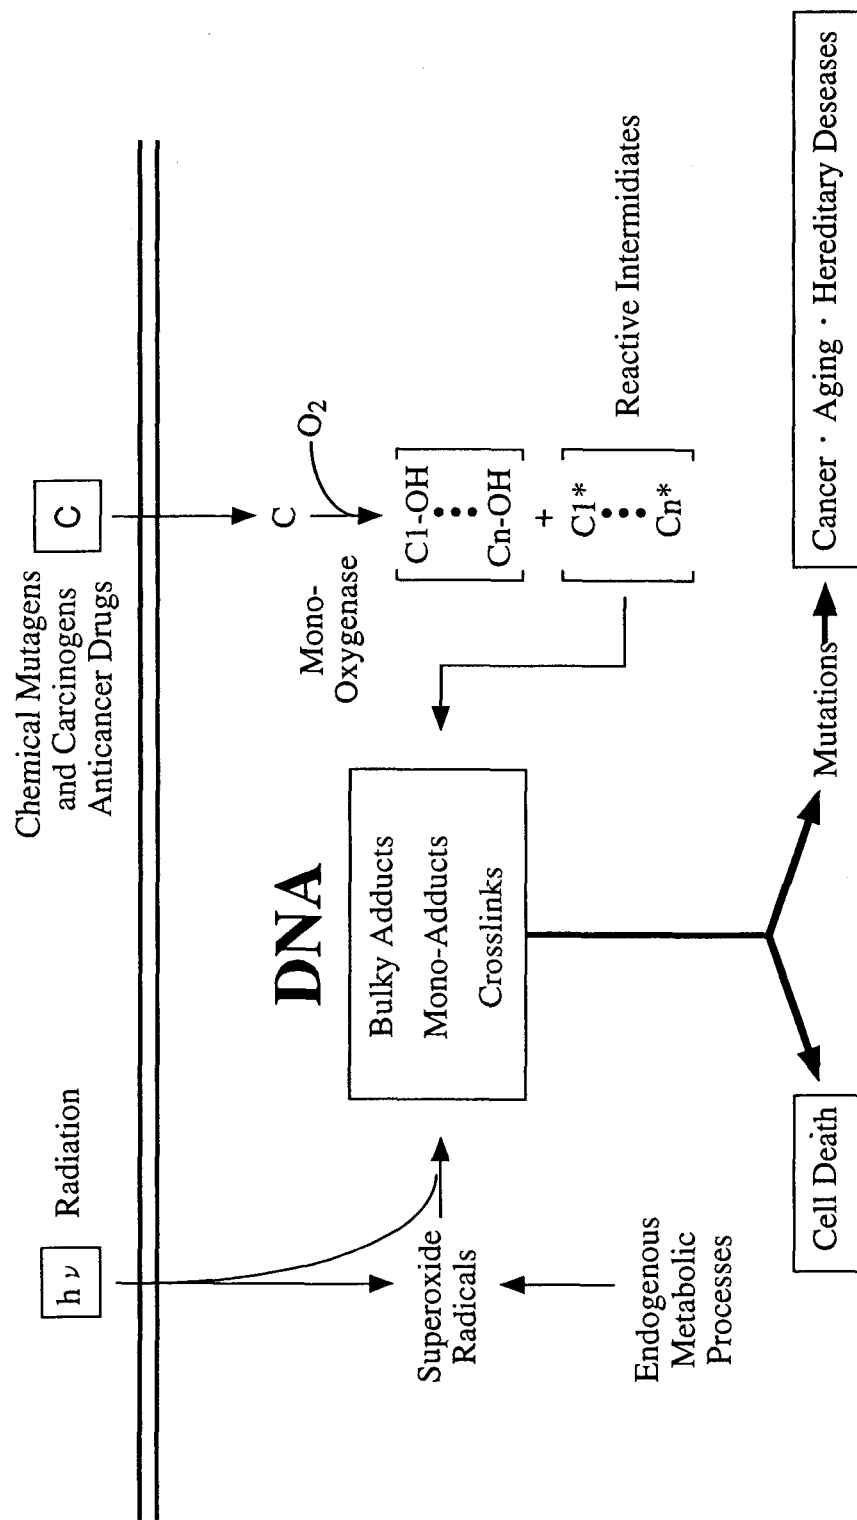 h ν
Radiation
Chemical Mutagens
and Carcinogens
Anticancer Drugs
C
C
O2
Mono-
Oxygenase
C1-OH
Cn-OH
+
C1*
Cn*
Reactive Intermidiates
DNA
Bulky Adducts
Mono-Adducts
Crosslinks
Superoxide
Radicals
Endogenous
Metabolic
Processes
Cell Death
Mutations
Cancer · Aging · Hereditary Deseases